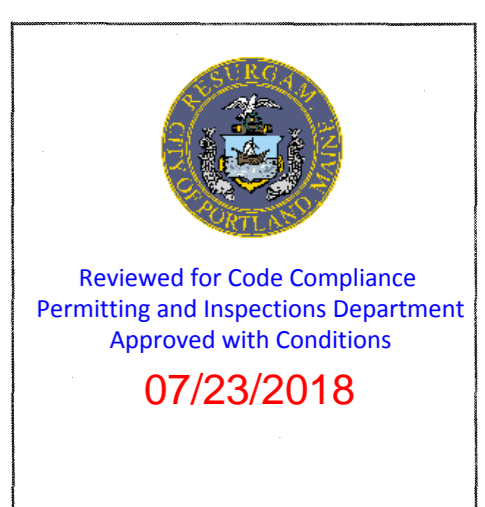 RESURGAM.
CITY OF PORTLAND MAINE
Reviewed for Code Compliance
Permitting and Inspections Department
Approved with Conditions
07/23/2018